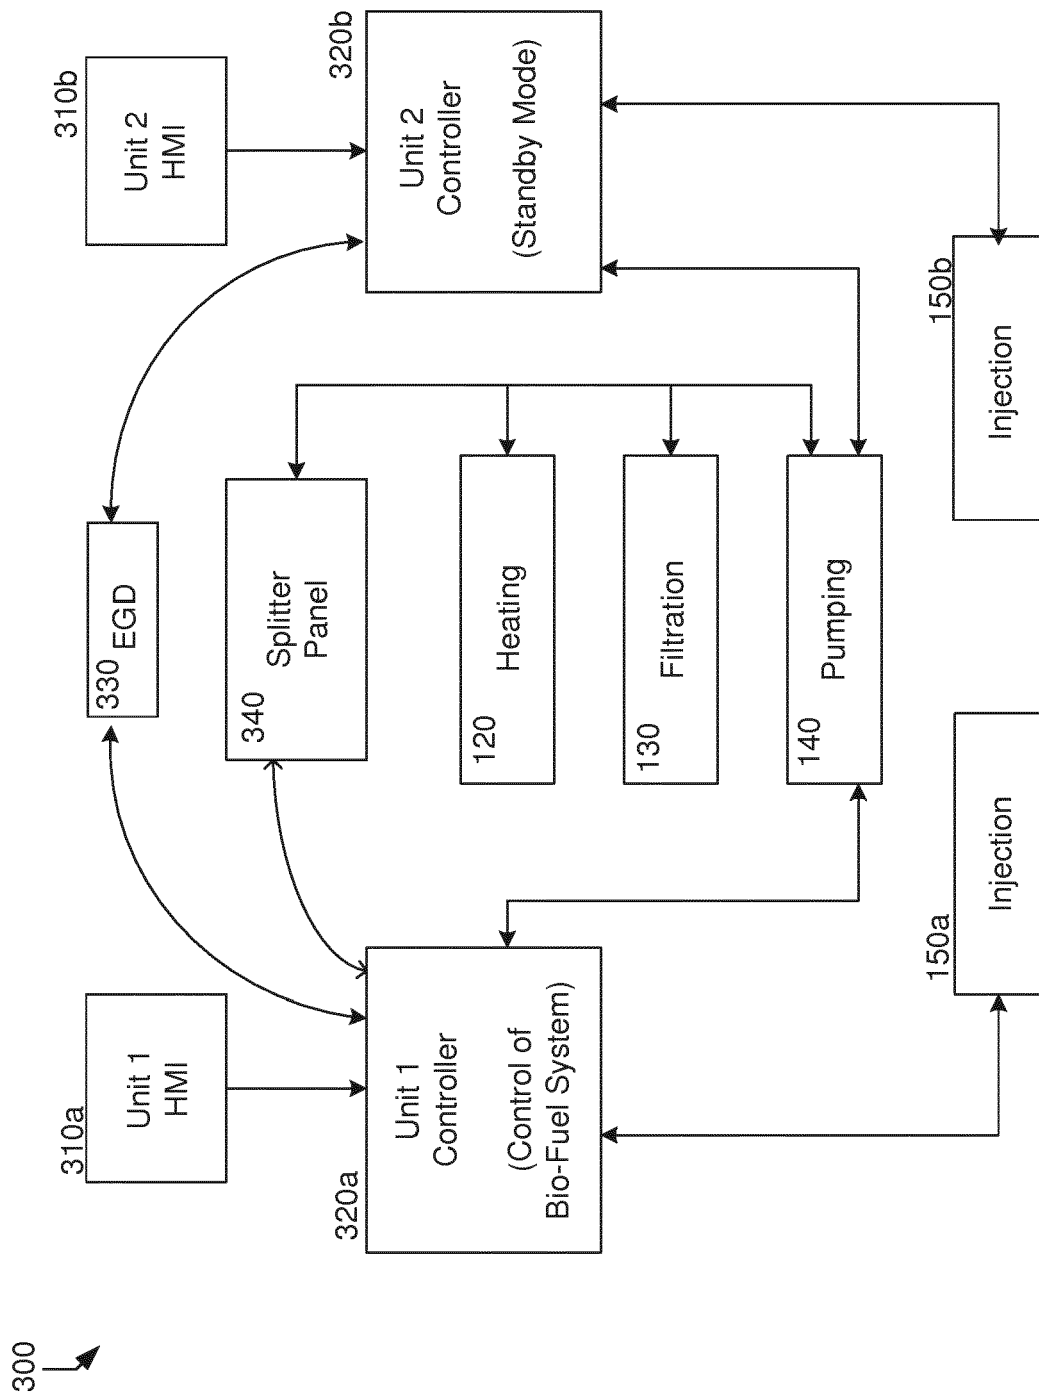 300
310a
Unit 1
HMI
320a
Unit 1
Controller
(Control of
Bio-Fuel System)
330
EGD
340
Splitter
Panel
120
Heating
130
Filtration
140
Pumping
310b
Unit 2
HMI
320b
Unit 2
Controller
(Standby Mode)
150a
Injection
150b
Injection